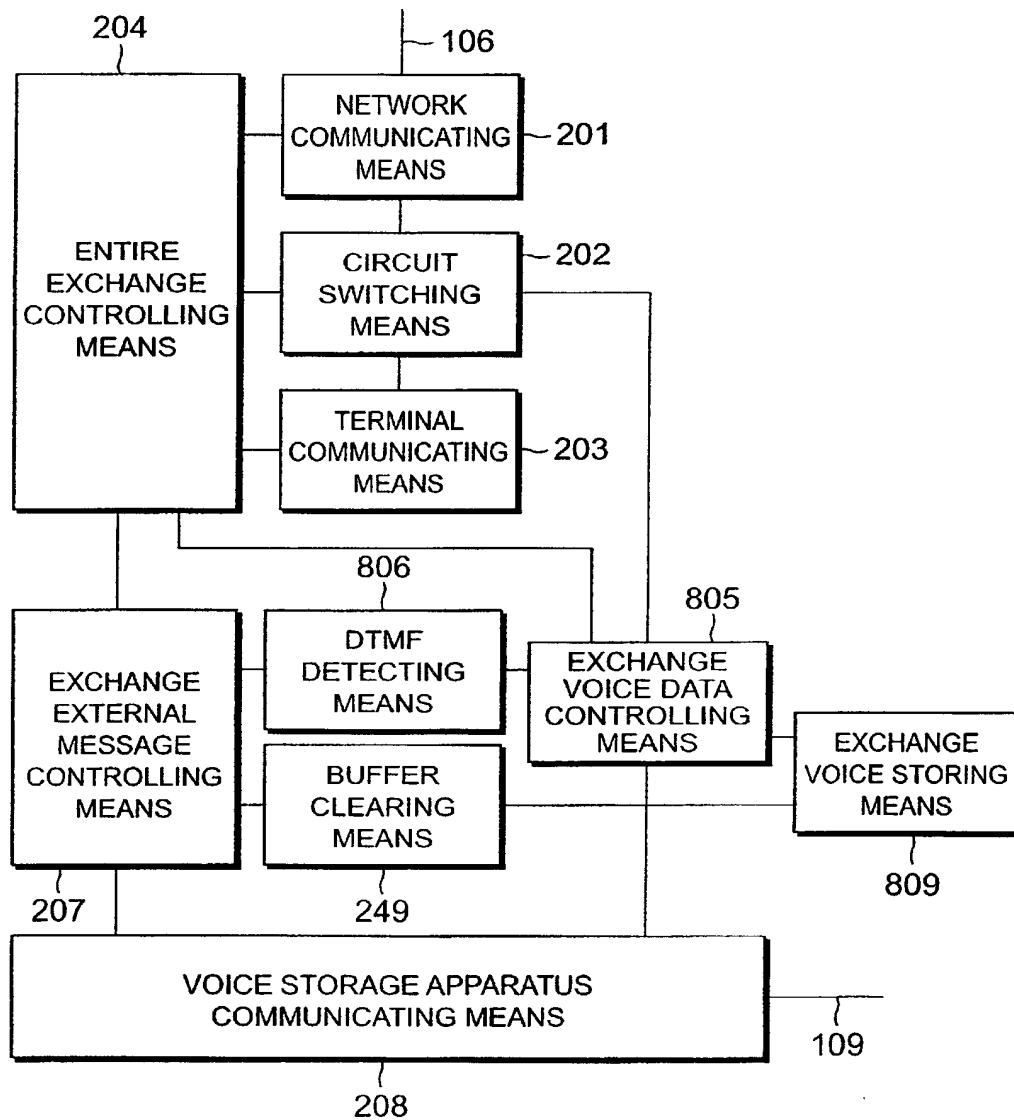 204
106
NETWORK
COMMUNICATING
MEANS
201
ENTIRE
EXCHANGE
CONTROLLING
MEANS
CIRCUIT
SWITCHING
MEANS
202
TERMINAL
COMMUNICATING
MEANS
203
806
805
EXCHANGE
EXTERNAL
MESSAGE
CONTROLLING
MEANS
207
DTMF
DETECTING
MEANS
EXCHANGE
VOICE DATA
CONTROLLING
MEANS
BUFFER
CLEARING
MEANS
249
EXCHANGE
VOICE STORING
MEANS
809
VOICE STORAGE APPARATUS
COMMUNICATING MEANS
109
208